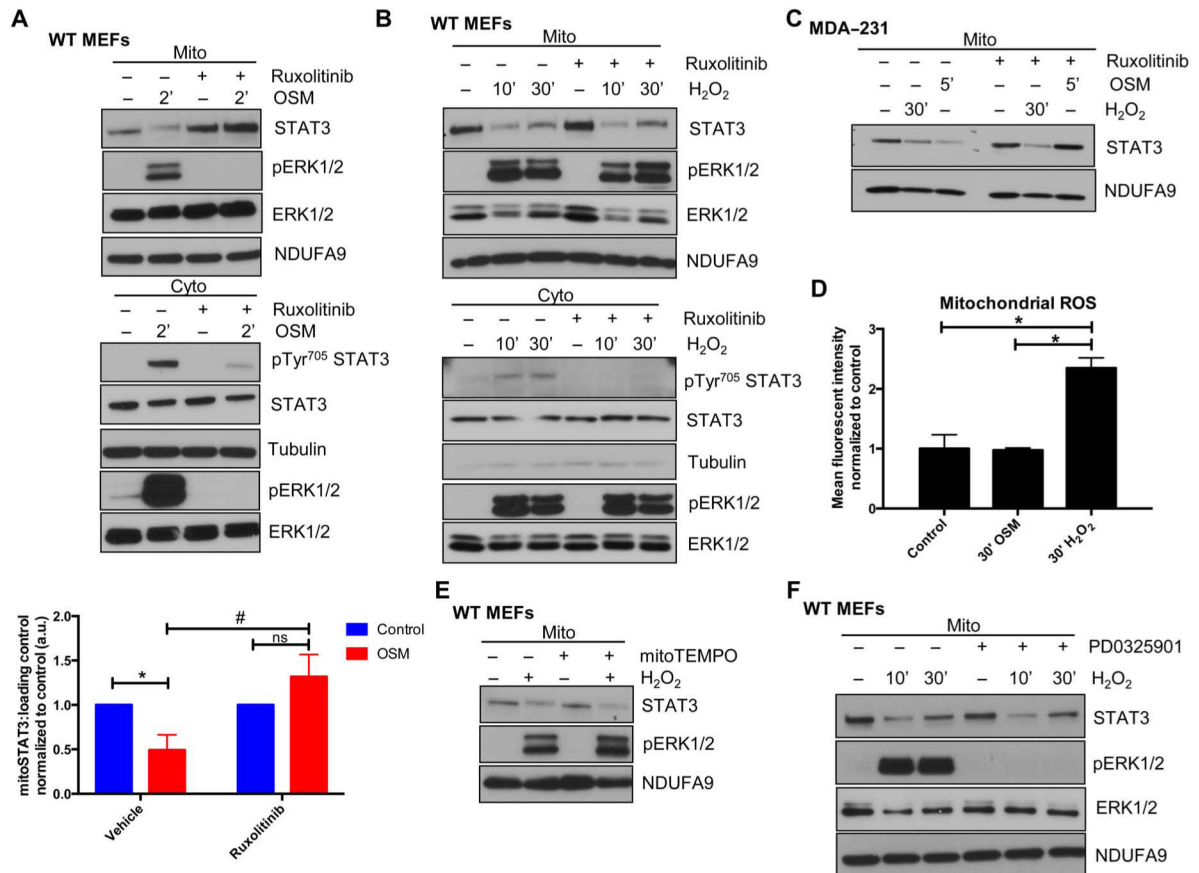 A
WT MEFs
Mito
– – + + Ruxolitinib
– 2’ – 2’ OSM
STAT3
pERK1/2
ERK1/2
NDUFA9
Cyto
– – + + Ruxolitinib
– 2’ – 2’ OSM
pTyr⁷⁰⁵ STAT3
STAT3
Tubulin
pERK1/2
ERK1/2
mitoSTAT3:loading control
normalized to control (a.u.)
2.0
1.5
1.0
0.5
0.0
#
ns
*
Control
OSM
Vehicle
Ruxolitinib
B
WT MEFs
Mito
– – – + + + Ruxolitinib
– 10’ 30’ – 10’ 30’ H₂O₂
STAT3
pERK1/2
ERK1/2
NDUFA9
Cyto
– – – + + + Ruxolitinib
– 10’ 30’ – 10’ 30’ H₂O₂
pTyr⁷⁰⁵ STAT3
STAT3
Tubulin
pERK1/2
ERK1/2
C
MDA–231
Mito
– – – + + + Ruxolitinib
– – 5’ – – 5’ OSM
– 30’ – – 30’ – H₂O₂
STAT3
NDUFA9
D
Mitochondrial ROS
Mean fluorescent intensity
normalized to control
3
2
1
0
*
*
Control
30’ OSM
30’ H₂O₂
E
WT MEFs
Mito
– – + + mitoTEMPO
– + – + H₂O₂
STAT3
pERK1/2
NDUFA9
F
WT MEFs
Mito
– – – + + + PD0325901
– 10’ 30’ – 10’ 30’ H₂O₂
STAT3
pERK1/2
ERK1/2
NDUFA9